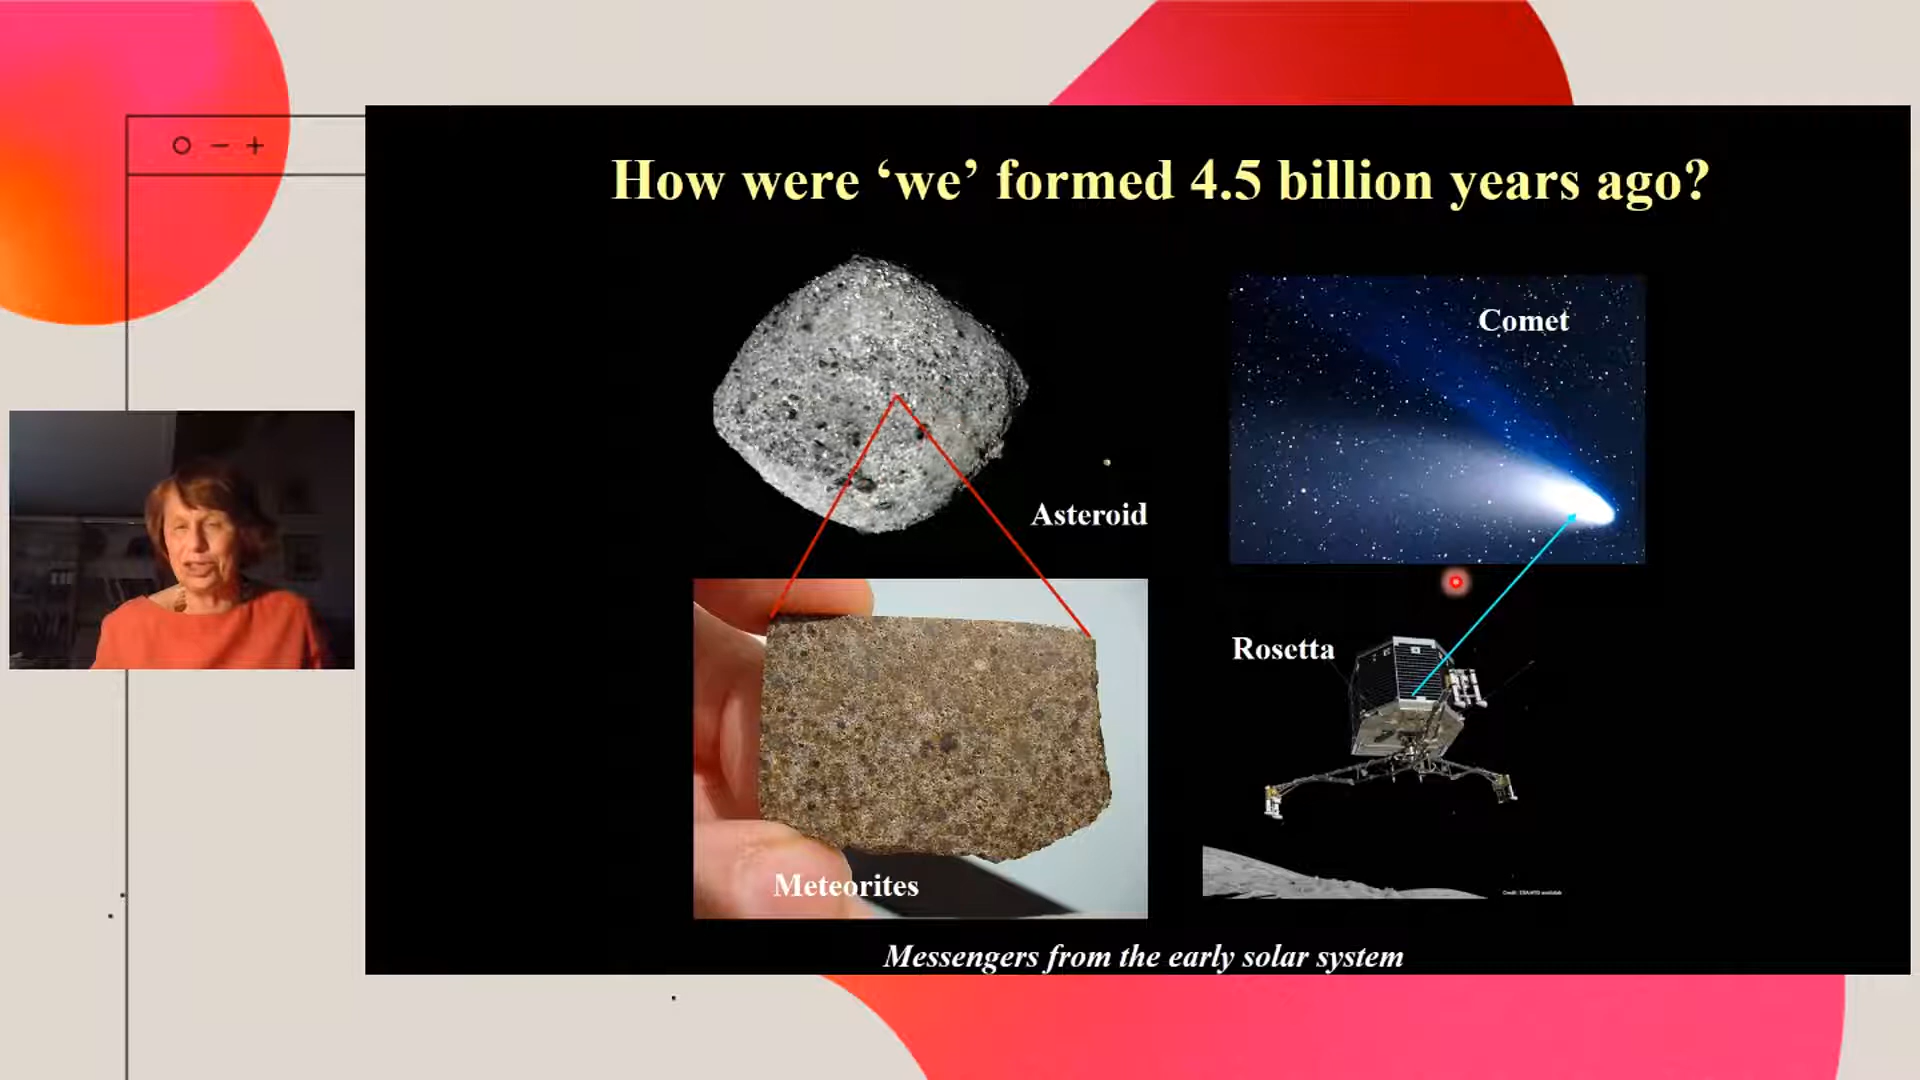 How were ‘we’ formed 4.5 billion years ago?
Comet
Asteroid
Rosetta
Meteorites
Messengers from the early solar system